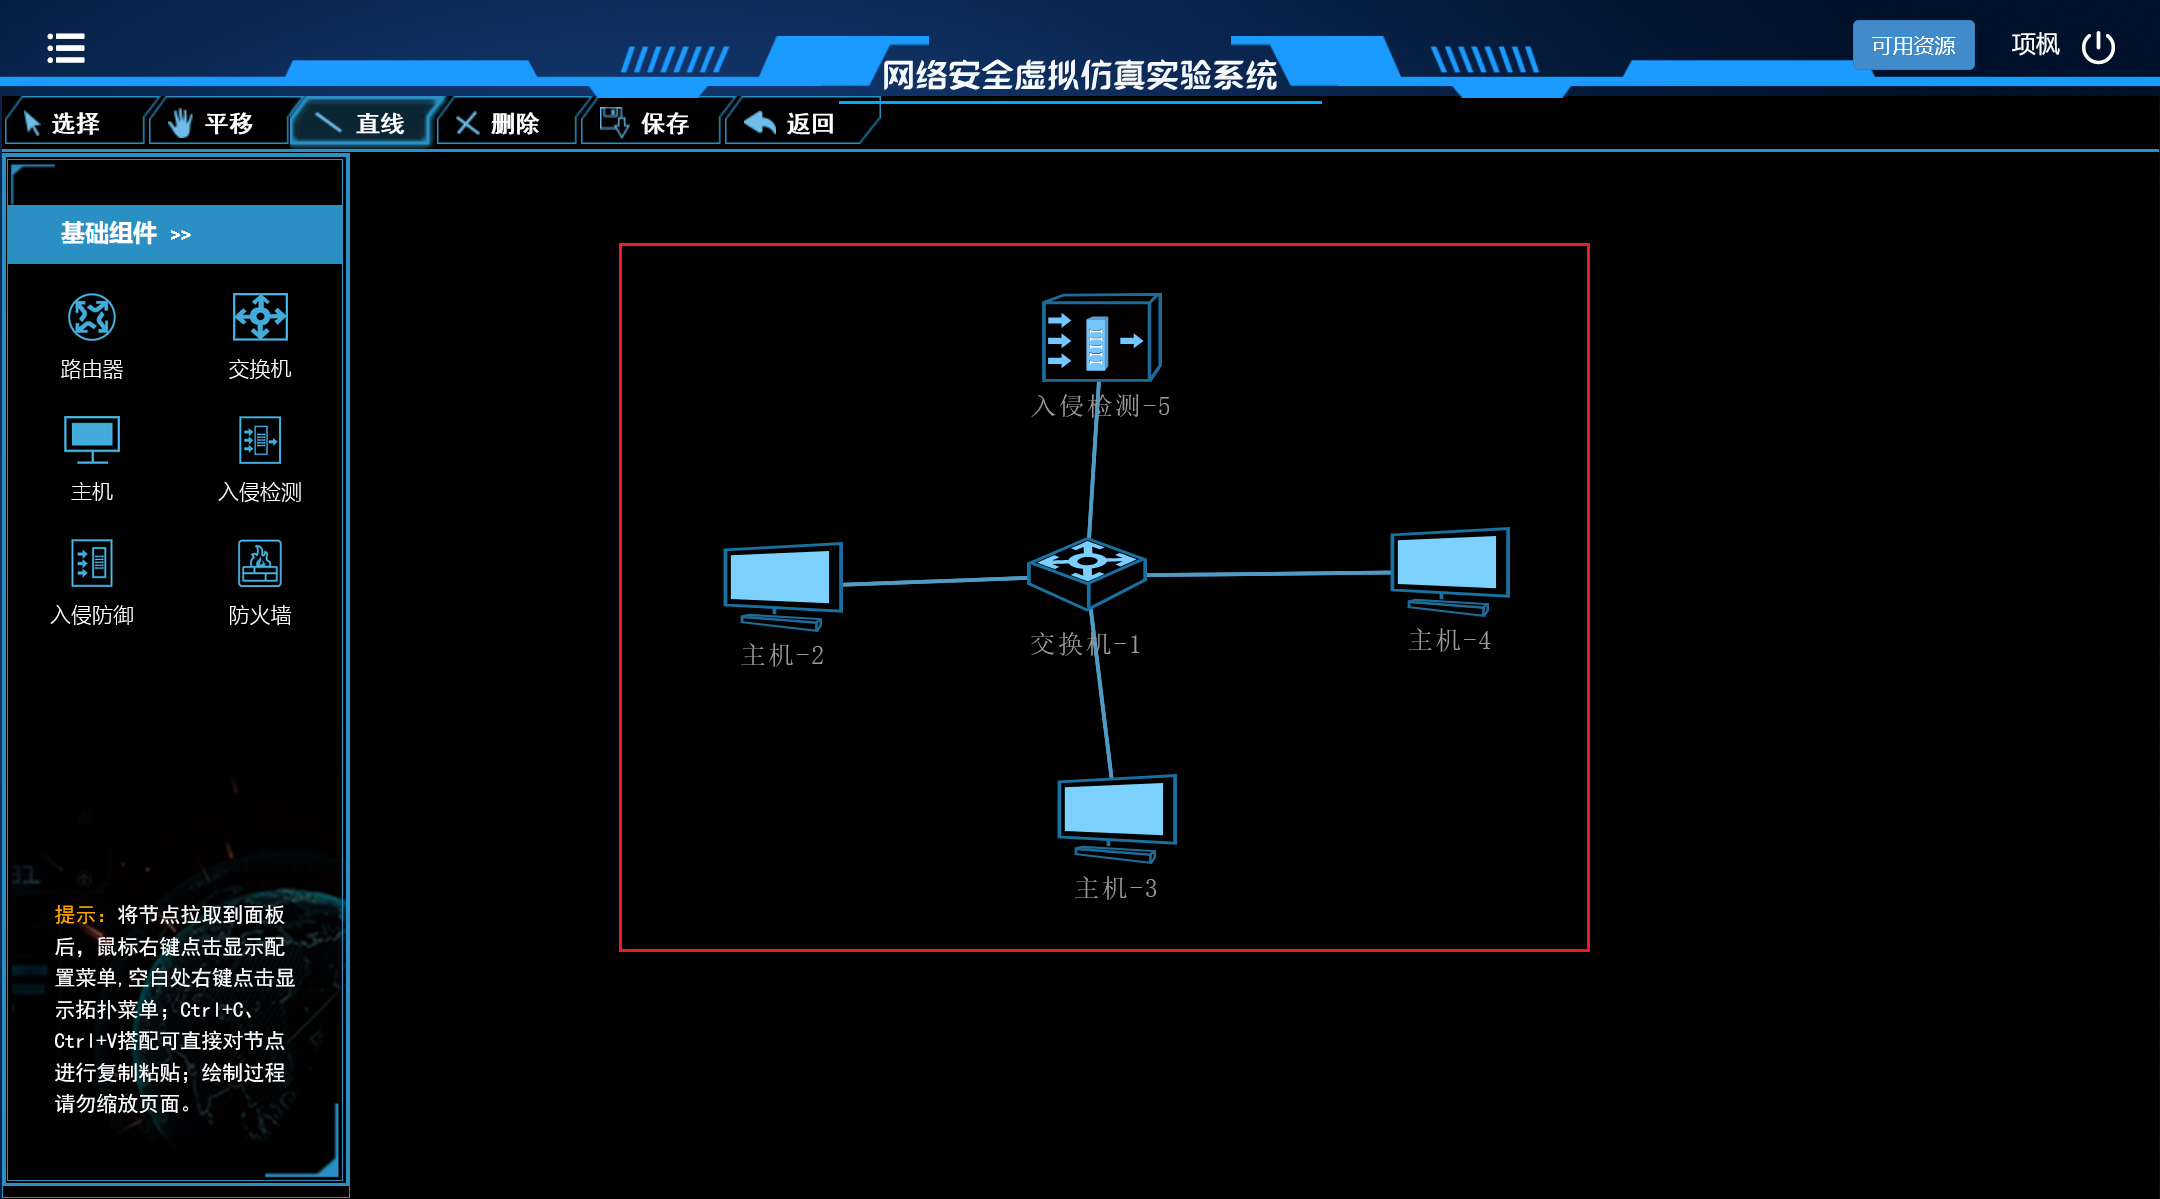 网络安全虚拟仿真实验系统
可用资源
项枫
选择
平移
直线
删除
保存
返回
基础组件 >>
路由器
交换机
主机
入侵检测
入侵防御
防火墙
提示：将节点拉取到面板
后，鼠标右键点击显示配
置菜单,空白处右键点击显
示拓扑菜单；Ctrl+C、
Ctrl+V搭配可直接对节点
进行复制粘贴；绘制过程
请勿缩放页面。
入侵检测-5
主机-2
交换机-1
主机-4
主机-3
31